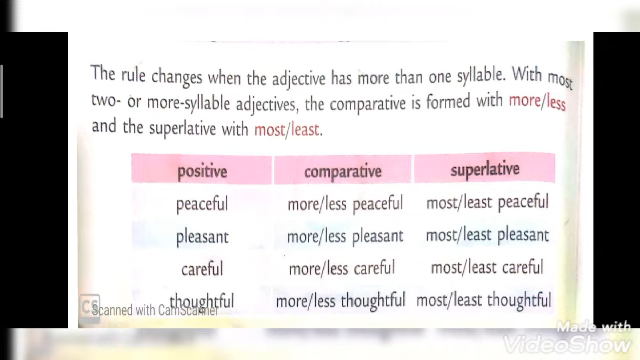 The rule changes when the adjective has more than one syllable. With most
two- or more-syllable adjectives, the comparative is formed with more/less
and the superlative with most/least.
positive comparative superlative
peaceful more/less peaceful most/least peaceful
pleasant more/less pleasant most/least pleasant
careful more/less careful most/least careful
thoughtful more/less thoughtful most/least thoughtful
CS Scanned with CamScanner
Made with
VideoShow